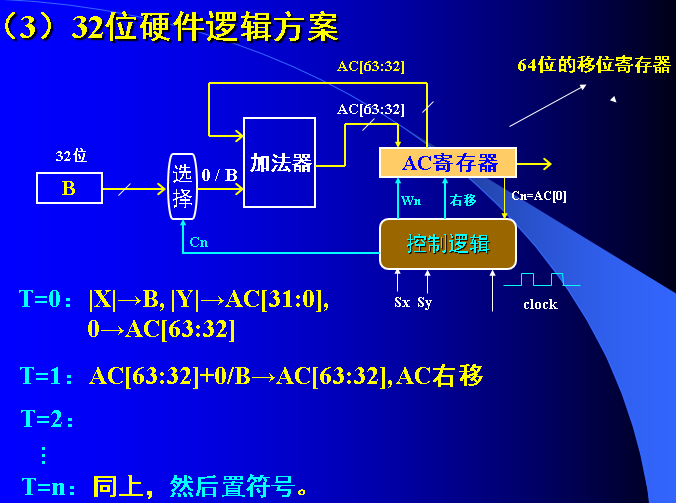 （3）32位硬件逻辑方案
AC[63:32]
64位的移位寄存器
AC[63:32]
32位
B
选择
0 / B
加法器
AC寄存器
Wn
右移
Cn=AC[0]
Cn
控制逻辑
Sx Sy
clock
T=0：|X|→B, |Y|→AC[31:0],
0→AC[63:32]
T=1：AC[63:32]+0/B→AC[63:32], AC右移
T=2：
⋮
T=n：同上，然后置符号。